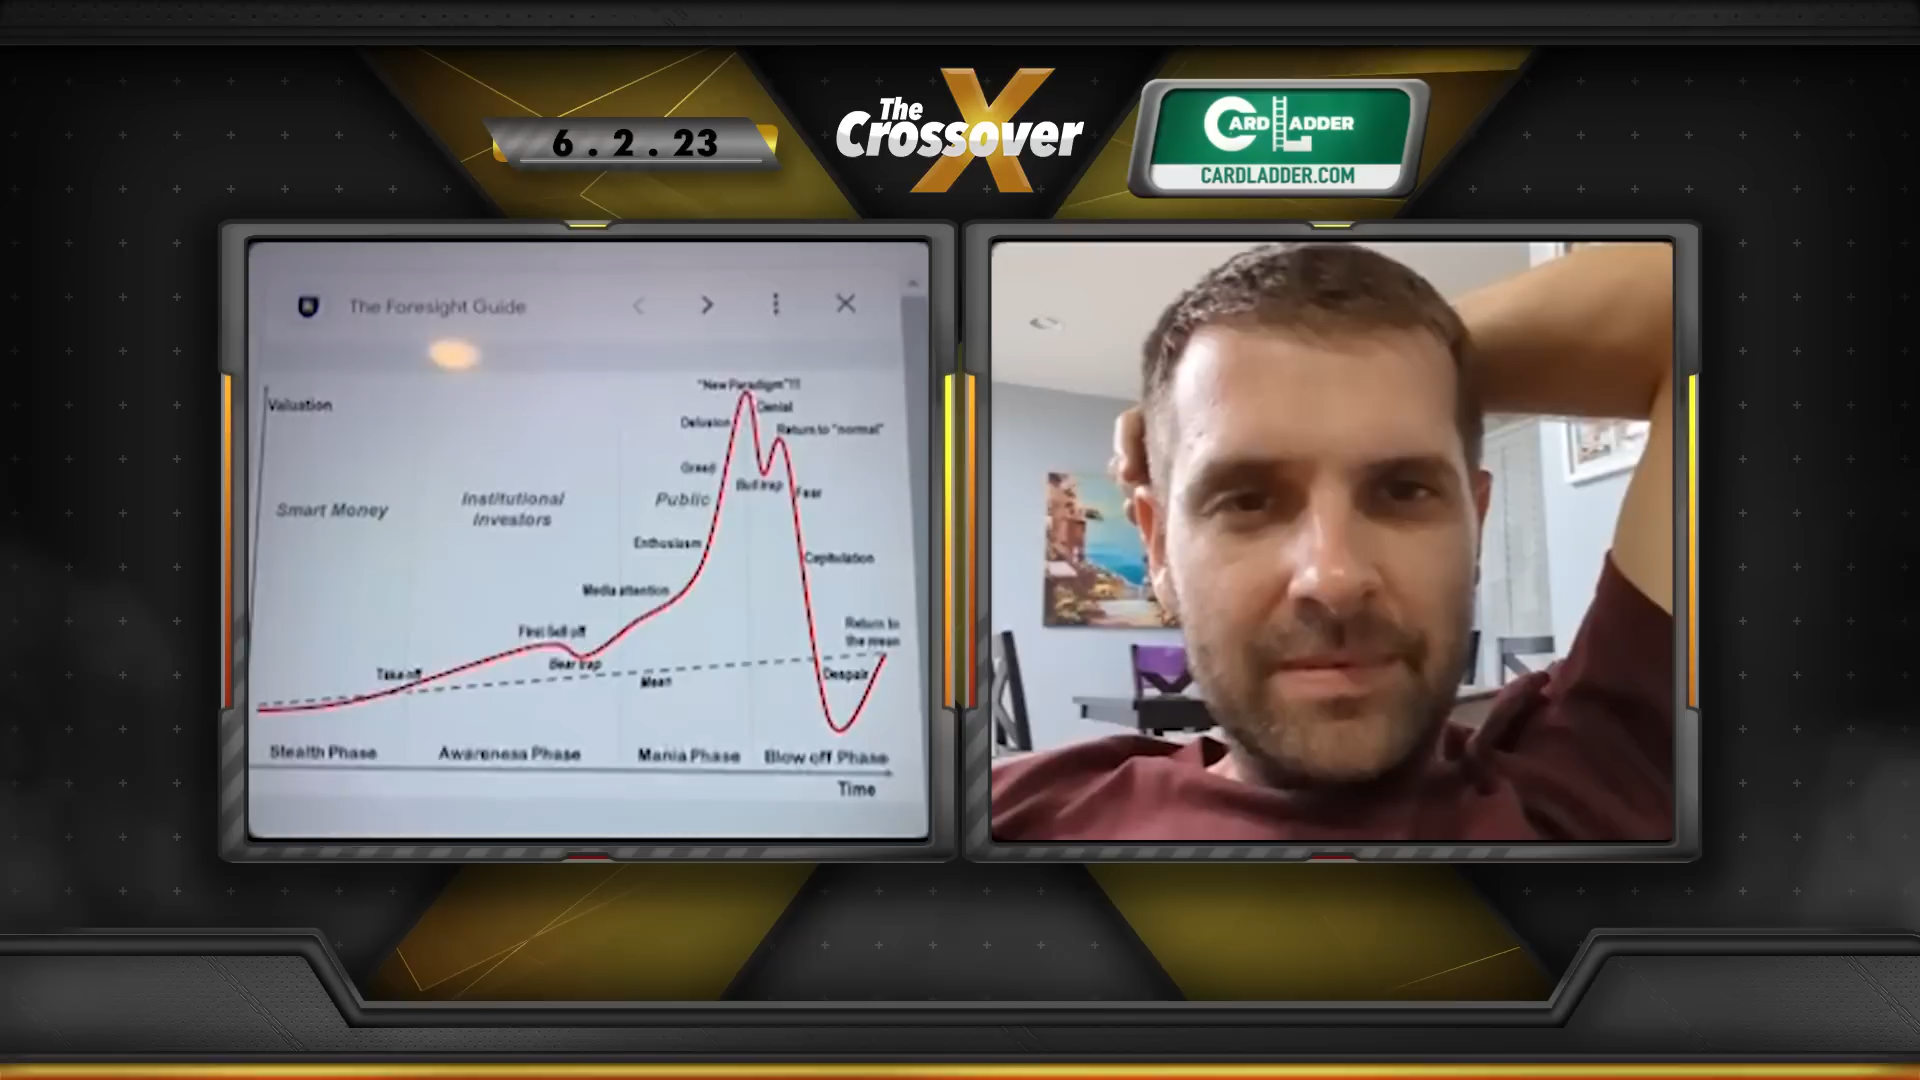 6.2.23
The
Crossover
X
CARD LADDER
CARDLADDER.COM
The Foresight Guide
Valuation
"New Paradigm"!!!
Denial
Delusion
Return to "normal"
Greed
Bull trap
Fear
Smart Money
Institutional
Investors
Public
Enthusiasm
Capitulation
Media attention
First Sell off
Return to
the mean
Bear trap
Take off
Mean
Despair
Stealth Phase
Awareness Phase
Mania Phase
Blow off Phase
Time